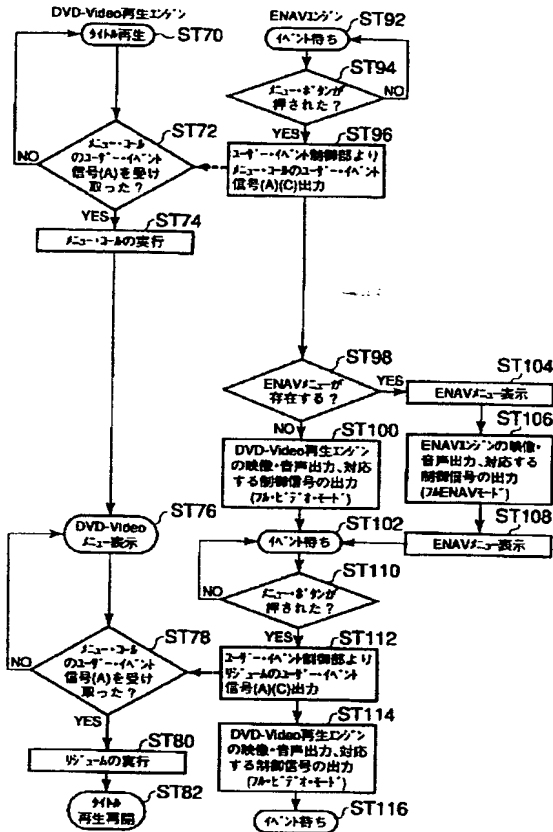 DVD-Video再生エンジン
タイトル再生
ST70
メニュー・コール
のユーザー・イベント
信号(A)を受け
取った？
ST72
NO
YES
ST74
メニュー・コールの実行
ST76
DVD-Video
メニュー表示
ST78
メニュー・コール
のユーザー・イベント
信号(A)を受け
取った？
NO
YES
ST80
リジュームの実行
ST82
タイトル
再生再開
ENAVエンジン
ST92
イベント待ち
ST94
メニュー・ボタンが
押された？
NO
YES
ST96
ユーザー・イベント制御部より
メニュー・コールのユーザー・イベント
信号(A)(C)出力
ST98
ENAVメニューが
存在する？
YES
NO
ST100
DVD-Video再生エンジン
の映像・音声出力、対応
する制御信号の出力
(フル・ビデオ・モード)
ST104
ENAVメニュー表示
ST106
ENAVエンジンの映像・
音声出力、対応する
制御信号の出力
(フルENAVモード)
ST108
ENAVメニュー表示
ST102
イベント待ち
ST110
メニュー・ボタンが
押された？
NO
YES
ST112
ユーザー・イベント制御部より
リジュームのユーザー・イベント
信号(A)(C)出力
ST114
DVD-Video再生エンジン
の映像・音声出力、対応
する制御信号の出力
(フル・ビデオ・モード)
ST116
イベント待ち